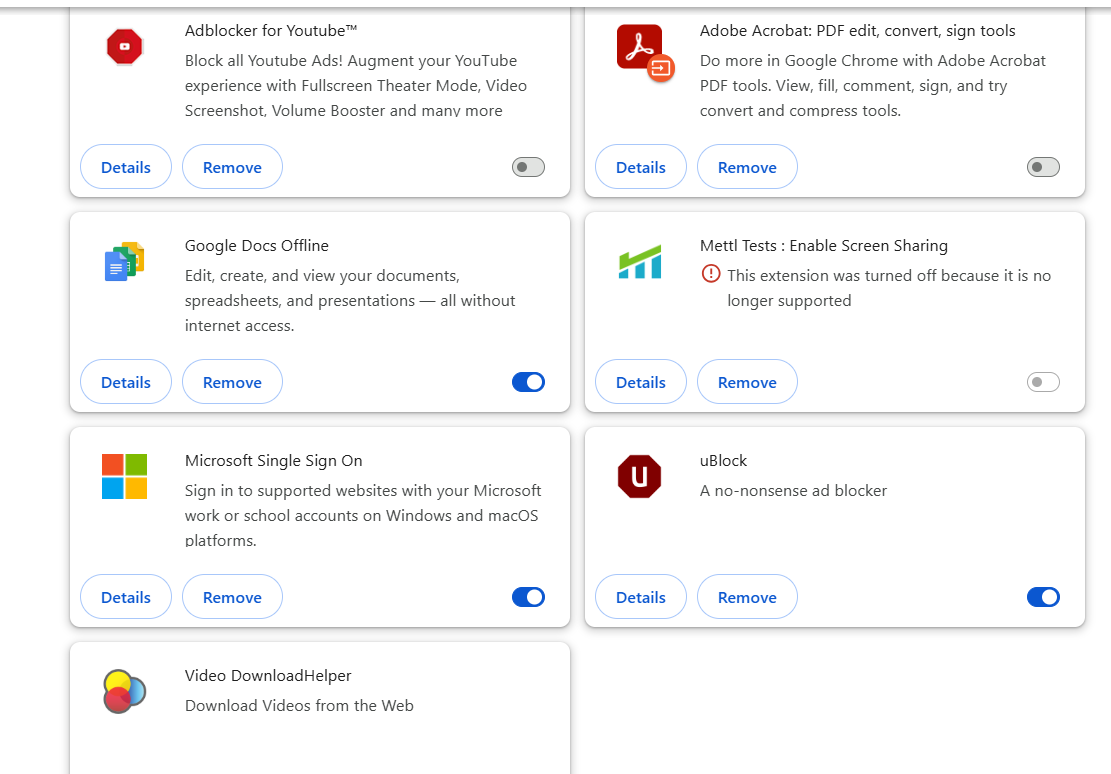 Adblocker for Youtube™
Block all Youtube Ads! Augment your YouTube
experience with Fullscreen Theater Mode, Video
Screenshot, Volume Booster and many more
Details
Remove
Adobe Acrobat: PDF edit, convert, sign tools
Do more in Google Chrome with Adobe Acrobat
PDF tools. View, fill, comment, sign, and try
convert and compress tools.
Details
Remove
Google Docs Offline
Edit, create, and view your documents,
spreadsheets, and presentations — all without
internet access.
Details
Remove
Mettl Tests : Enable Screen Sharing
This extension was turned off because it is no
longer supported
Details
Remove
Microsoft Single Sign On
Sign in to supported websites with your Microsoft
work or school accounts on Windows and macOS
platforms.
Details
Remove
uBlock
A no-nonsense ad blocker
Details
Remove
Video DownloadHelper
Download Videos from the Web